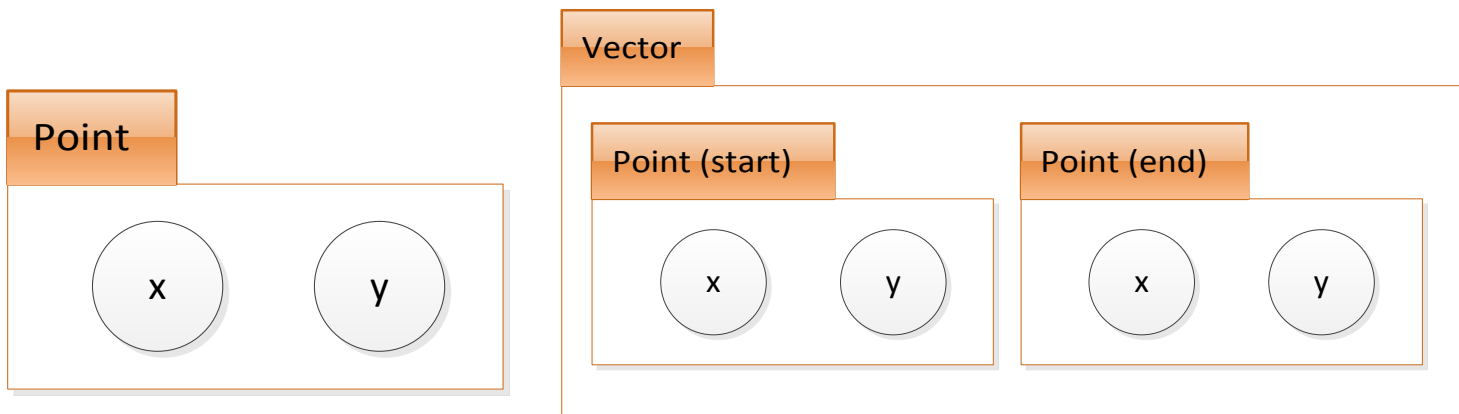 Point
x
y
Vector
Point (start)
x
y
Point (end)
x
y